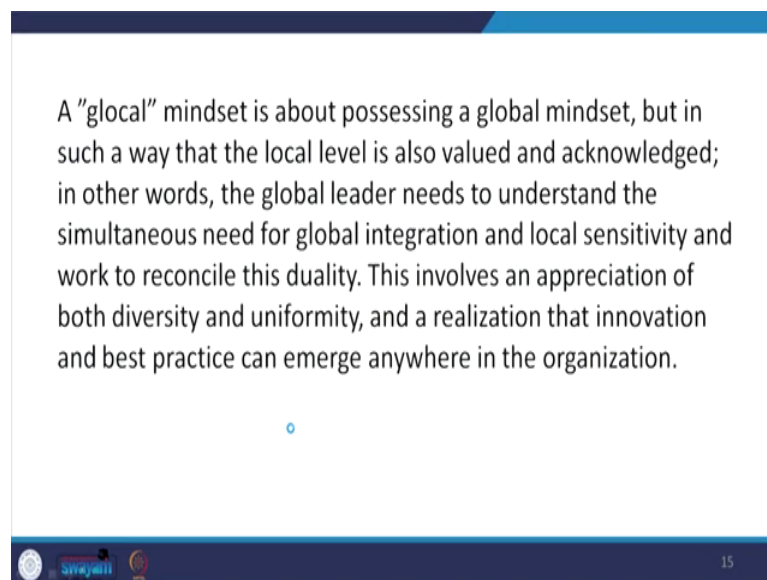 A ”glocal” mindset is about possessing a global mindset, but in
such a way that the local level is also valued and acknowledged;
in other words, the global leader needs to understand the
simultaneous need for global integration and local sensitivity and
work to reconcile this duality. This involves an appreciation of
both diversity and uniformity, and a realization that innovation
and best practice can emerge anywhere in the organization.
swayam
15